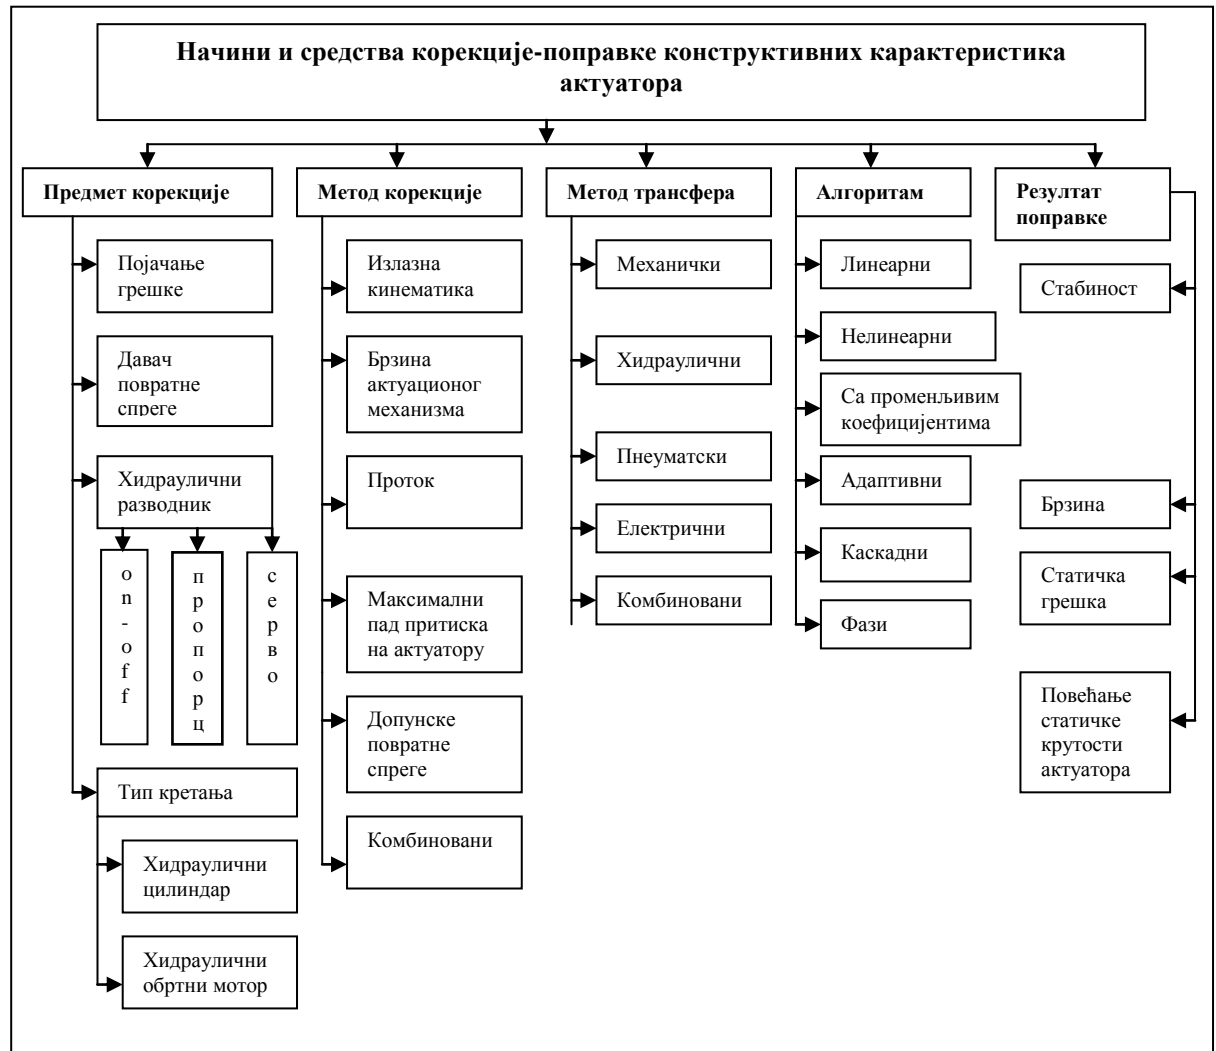 Начини и средства корекције-поправке конструктивних карактеристика
актуатора
Предмет корекције
Појачање
грешке
Давач
повратне
спреге
Хидраулични
разводник
on-off
пропорц
серво
Тип кретања
Хидраулични
цилиндар
Хидраулични
обртни мотор
Метод корекције
Излазна
кинематика
Брзина
актуационог
механизма
Проток
Максимални
пад притиска
на актуатору
Допунске
повратне
спреге
Комбиновани
Метод трансфера
Механички
Хидраулични
Пнеуматски
Електрични
Комбиновани
Алгоритам
Линеарни
Нелинеарни
Са променљивим
коефицијентима
Адаптивни
Каскадни
Фази
Резултат
поправке
Стабиност
Брзина
Статичка
грешка
Повећање
статичке
крутости
актуатора